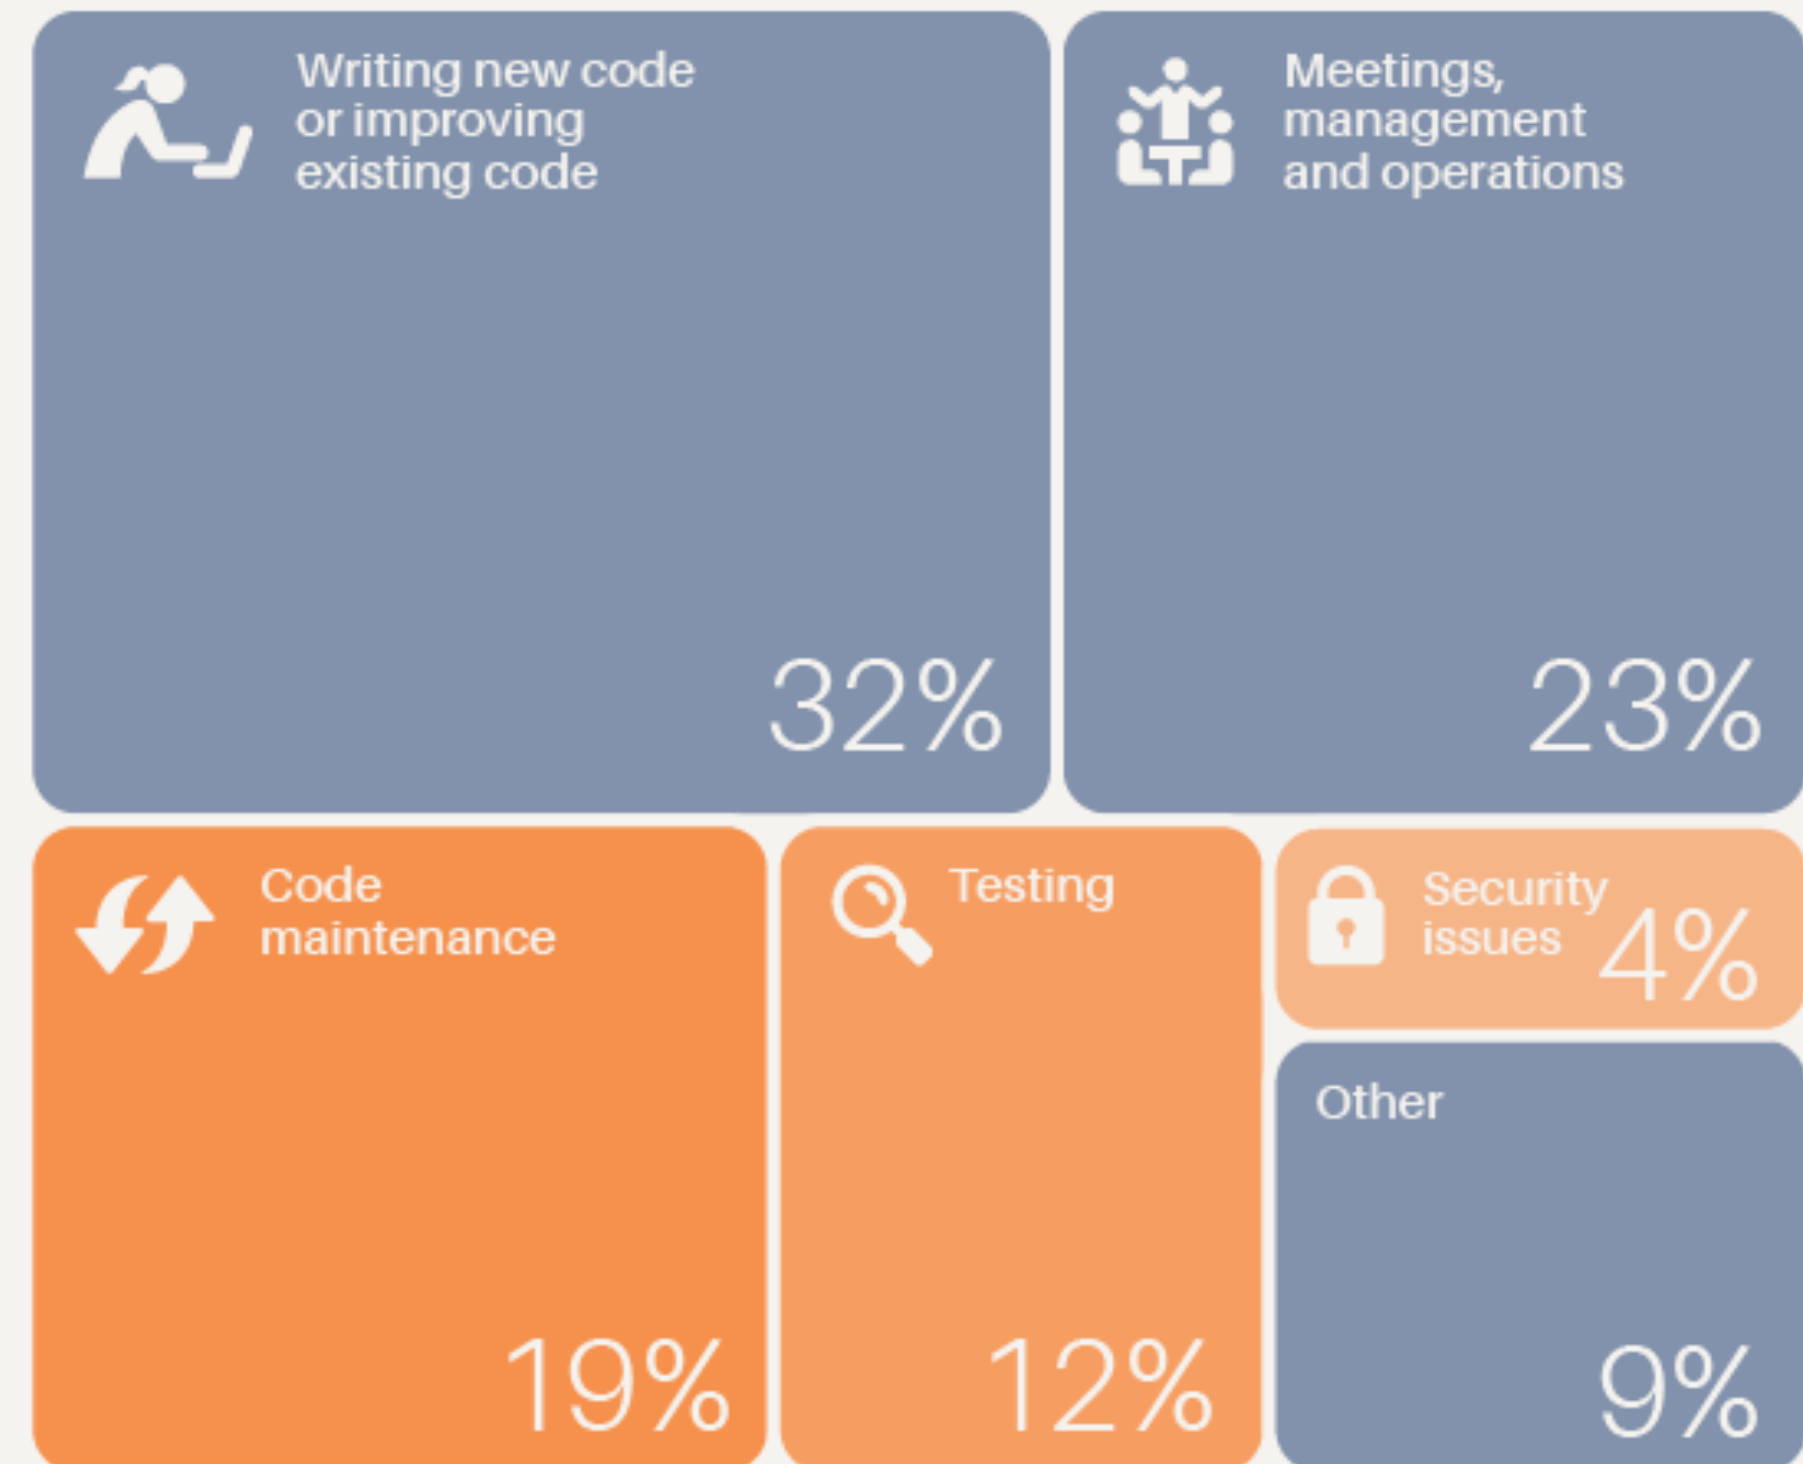 Writing new code
or improving
existing code
32%
Meetings,
management
and operations
23%
Code
maintenance
19%
Testing
12%
Security
issues
4%
Other
9%